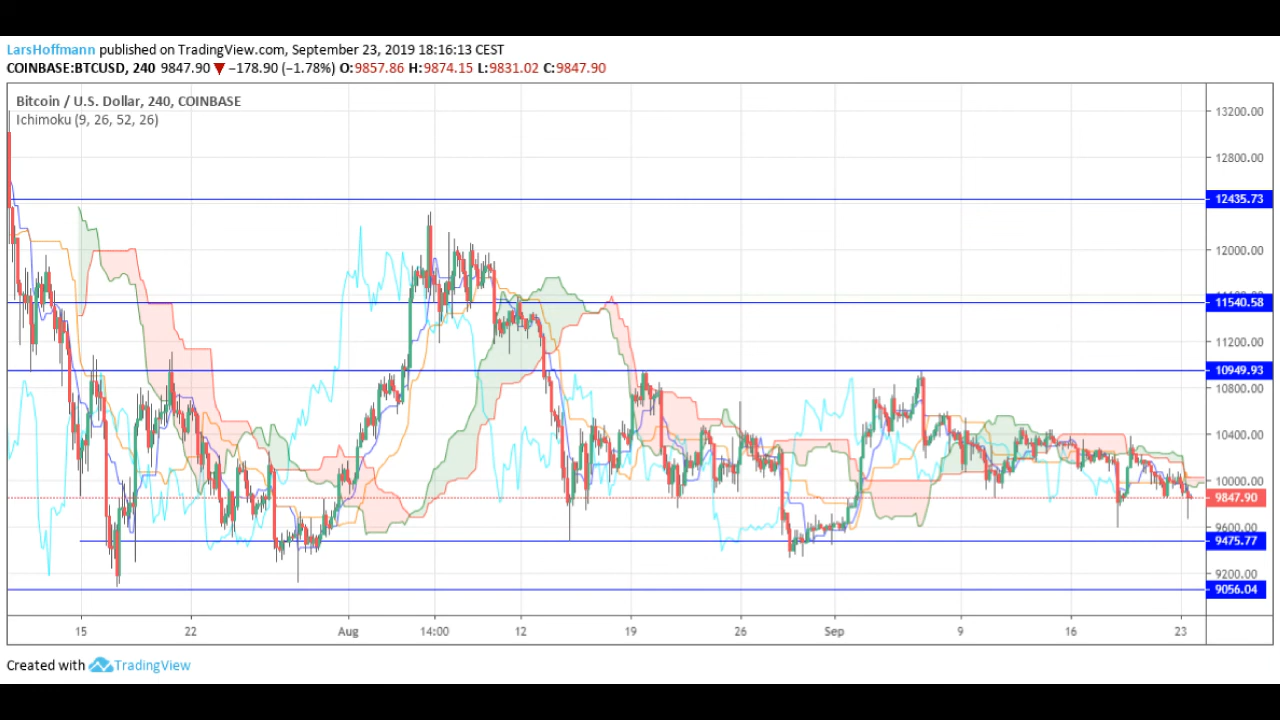 LarsHoffmann published on TradingView.com, September 23, 2019 18:16:13 CEST
COINBASE:BTCUSD, 240 9847.90 ▼ −178.90 (−1.78%) O:9857.86 H:9874.15 L:9831.02 C:9847.90
Bitcoin / U.S. Dollar, 240, COINBASE
Ichimoku (9, 26, 52, 26)
13200.00
12800.00
12435.73
12000.00
11540.58
11200.00
10949.93
10800.00
10400.00
10000.00
9847.90
9600.00
9475.77
9200.00
9056.04
15 22 Aug 14:00 12 19 26 Sep 9 16 23
Created with TradingView